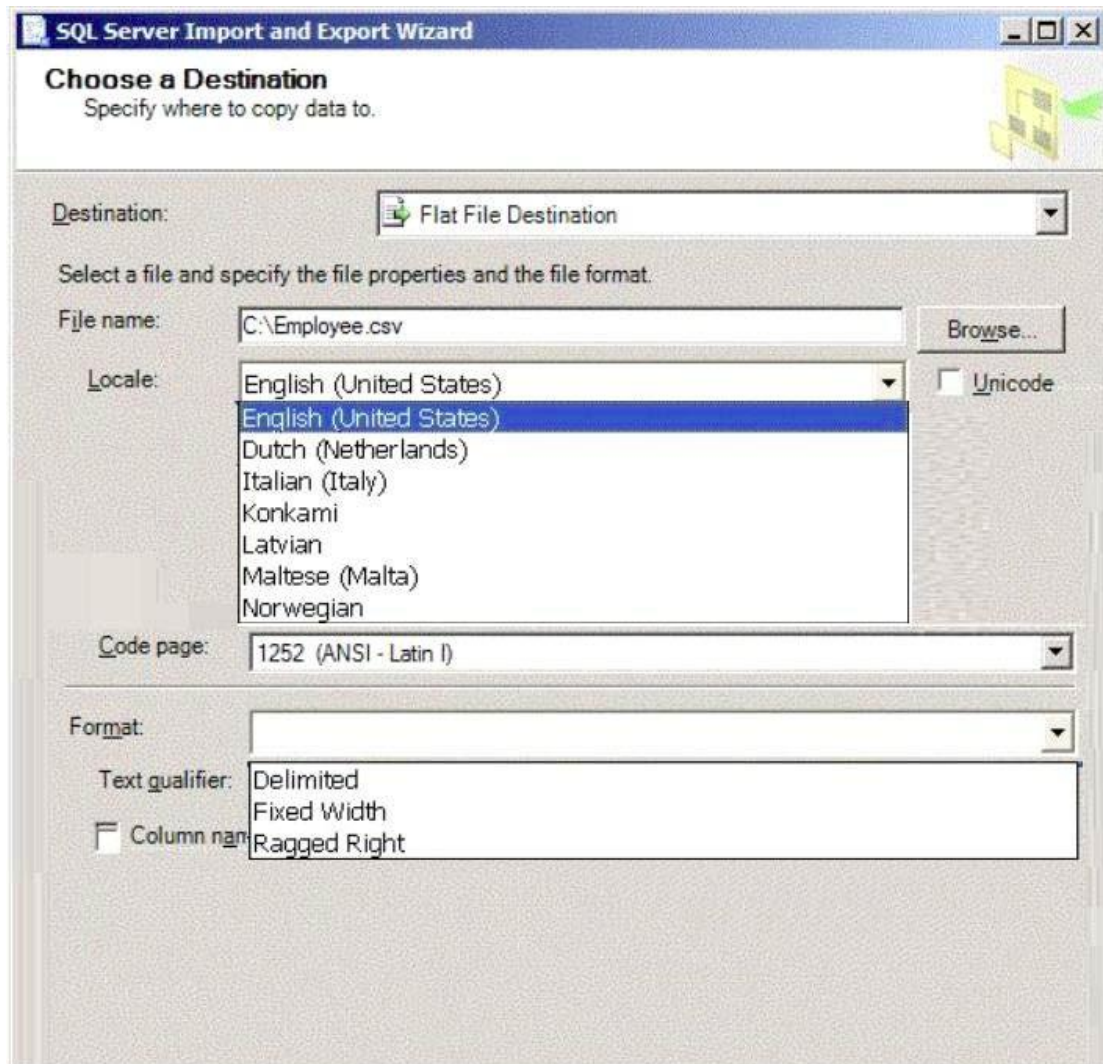 SQL Server Import and Export Wizard
Choose a Destination
Specify where to copy data to.
Destination: Flat File Destination
Select a file and specify the file properties and the file format.
File name: C:\Employee.csv Browse...
Locale: English (United States) Unicode
English (United States)
Dutch (Netherlands)
Italian (Italy)
Konkami
Latvian
Maltese (Malta)
Norwegian
Code page: 1252 (ANSI - Latin I)
Format:
Text qualifier: Delimited
Fixed Width
Column nam Ragged Right